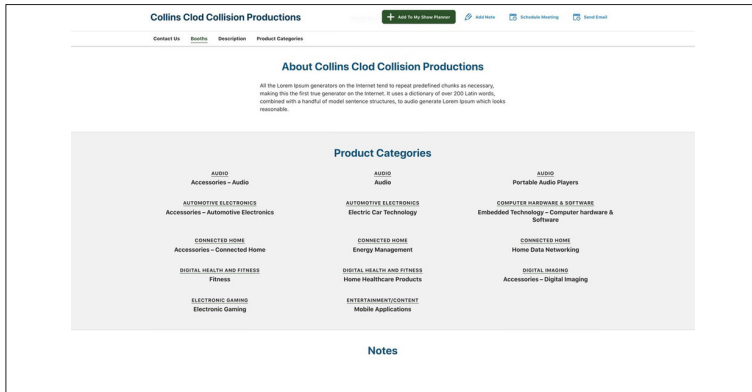 Collins Clod Collision Productions
Add To My Show Planner
Add Note
Schedule Meeting
Send Email
Contact Us Booths Description Product Categories
About Collins Clod Collision Productions
All the Lorem Ipsum generators on the Internet tend to repeat predefined chunks as necessary,
making this the first true generator on the Internet. It uses a dictionary of over 200 Latin words,
combined with a handful of model sentence structures, to audio generate Lorem Ipsum which looks
reasonable.
Product Categories
AUDIO
Accessories – Audio
AUDIO
Audio
AUDIO
Portable Audio Players
AUTOMOTIVE ELECTRONICS
Accessories – Automotive Electronics
AUTOMOTIVE ELECTRONICS
Electric Car Technology
COMPUTER HARDWARE & SOFTWARE
Embedded Technology – Computer hardware &
Software
CONNECTED HOME
Accessories – Connected Home
CONNECTED HOME
Energy Management
CONNECTED HOME
Home Data Networking
DIGITAL HEALTH AND FITNESS
Fitness
DIGITAL HEALTH AND FITNESS
Home Healthcare Products
DIGITAL IMAGING
Accessories – Digital Imaging
ELECTRONIC GAMING
Electronic Gaming
ENTERTAINMENT/CONTENT
Mobile Applications
Notes